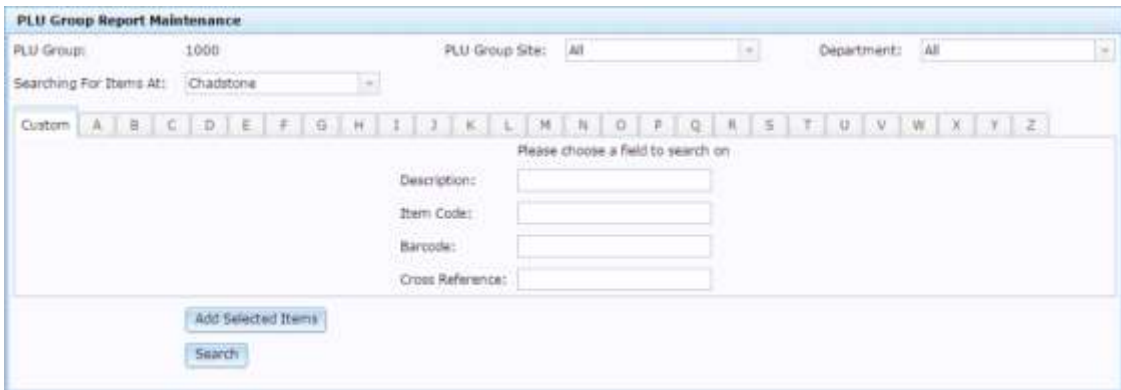 PLU Group Report Maintenance
PLU Group: 1000 PLU Group Site: All Department: All
Searching For Items At: Chadstone
Custom A B C D E F G H I J K L M N O P Q R S T U V W X Y Z
Please choose a field to search on
Description:
Item Code:
Barcode:
Cross Reference:
Add Selected Items
Search